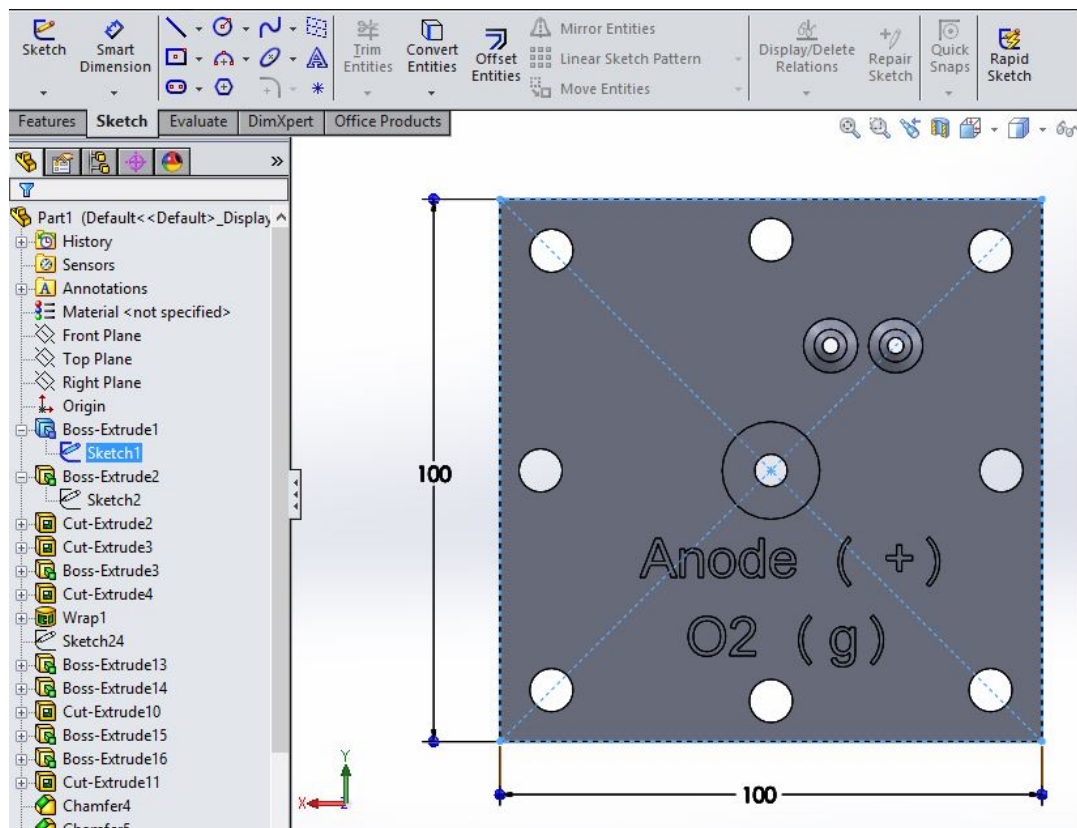 Sketch
Smart Dimension
Trim Entities
Convert Entities
Offset Entities
Mirror Entities
Linear Sketch Pattern
Move Entities
Display/Delete Relations
Repair Sketch
Quick Snaps
Rapid Sketch
Features Sketch Evaluate DimXpert Office Products
»
Part1 (Default<<Default>_Display
History
Sensors
Annotations
Material <not specified>
Front Plane
Top Plane
Right Plane
Origin
Boss-Extrude1
Sketch1
Boss-Extrude2
Sketch2
Cut-Extrude2
Cut-Extrude3
Boss-Extrude3
Cut-Extrude4
Wrap1
Sketch24
Boss-Extrude13
Boss-Extrude14
Cut-Extrude10
Boss-Extrude15
Boss-Extrude16
Cut-Extrude11
Chamfer4
Chamfer5
100
Anode ( + )
O2 ( g )
100
Y
X
Z